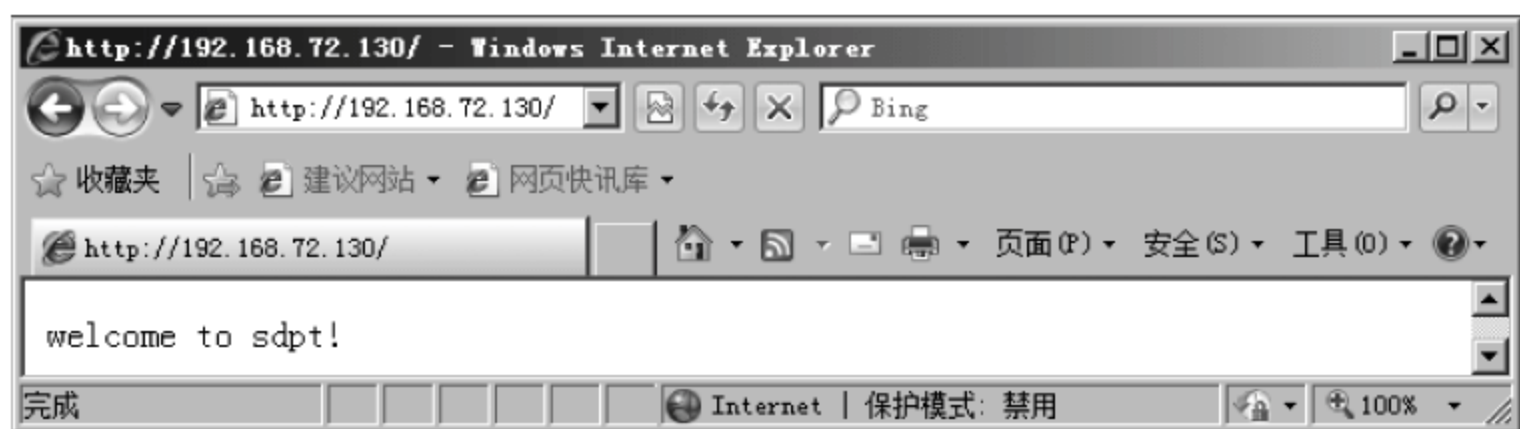 http://192.168.72.130/ - Windows Internet Explorer
http://192.168.72.130/ Bing
收藏夹 建议网站 网页快讯库
http://192.168.72.130/ 页面(P) 安全(S) 工具(O)
welcome to sdpt!
完成 Internet | 保护模式: 禁用 100%